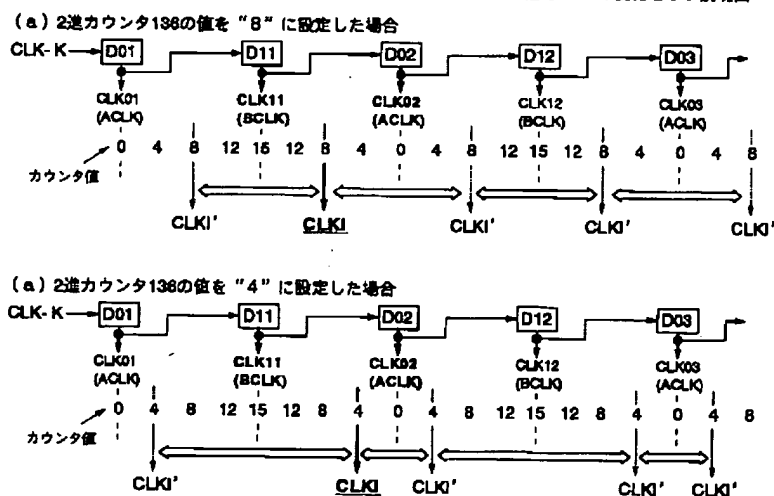 (a) 2進カウンタ136の値を "8" に設定した場合
CLK-K D01 D11 D02 D12 D03
CLK01 CLK11 CLK02 CLK12 CLK03
(ACLK) (BCLK) (ACLK) (BCLK) (ACLK)
0 4 8 12 15 12 8 4 0 4 8 12 15 12 8 4 0 4 8
カウンタ値
CLKI' CLKI CLKI' CLKI' CLKI'
(a) 2進カウンタ136の値を "4" に設定した場合
CLK-K D01 D11 D02 D12 D03
CLK01 CLK11 CLK02 CLK12 CLK03
(ACLK) (BCLK) (ACLK) (BCLK) (ACLK)
0 4 8 12 15 12 8 4 0 4 8 12 15 12 8 4 0 4 8
カウンタ値
CLKI' CLKI CLKI' CLKI' CLKI'